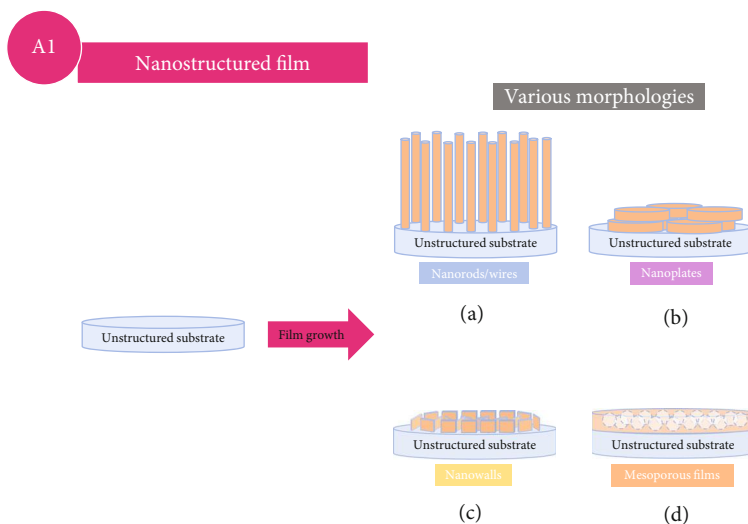 A1
Nanostructured film
Various morphologies
Unstructured substrate
Nanorods/wires
(a)
Unstructured substrate
Nanoplates
(b)
Unstructured substrate
Film growth
Unstructured substrate
Nanowalls
(c)
Unstructured substrate
Mesoporous films
(d)